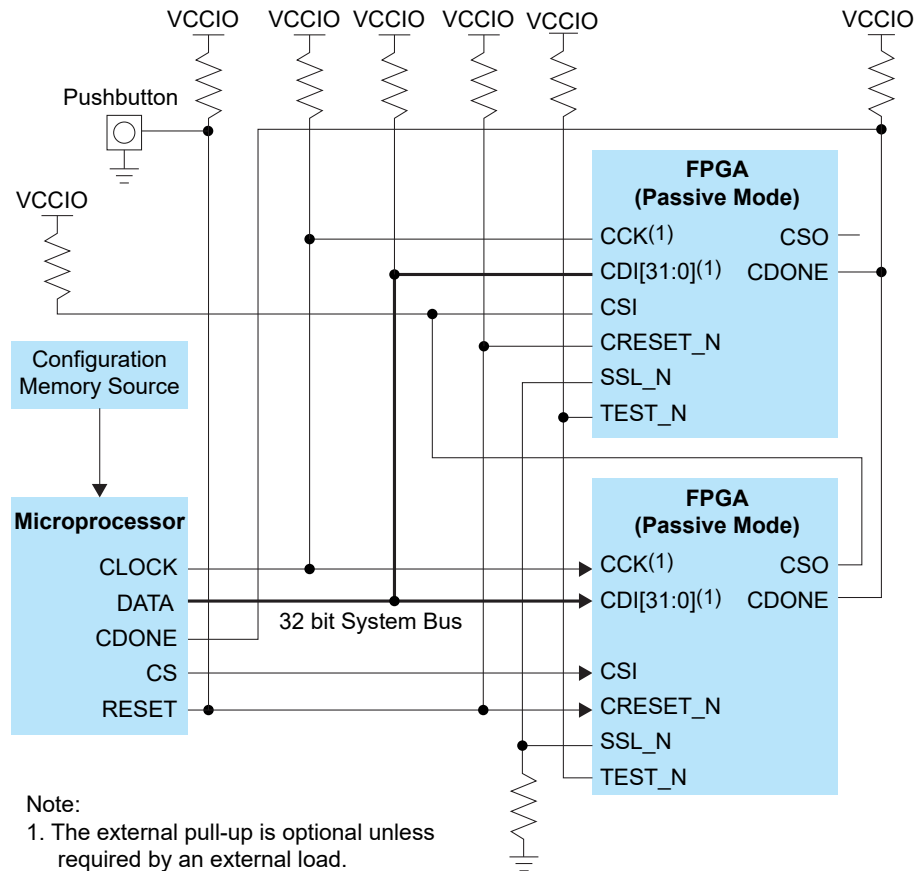 VCCIO VCCIO VCCIO VCCIO VCCIO VCCIO
Pushbutton
VCCIO
FPGA
(Passive Mode)
CCK(1) CSO
CDI[31:0](1) CDONE
CSI
CRESET_N
SSL_N
TEST_N
Configuration
Memory Source
Microprocessor
CLOCK
DATA
CDONE
CS
RESET
32 bit System Bus
FPGA
(Passive Mode)
CCK(1) CSO
CDI[31:0](1) CDONE
CSI
CRESET_N
SSL_N
TEST_N
Note:
1. The external pull-up is optional unless
required by an external load.